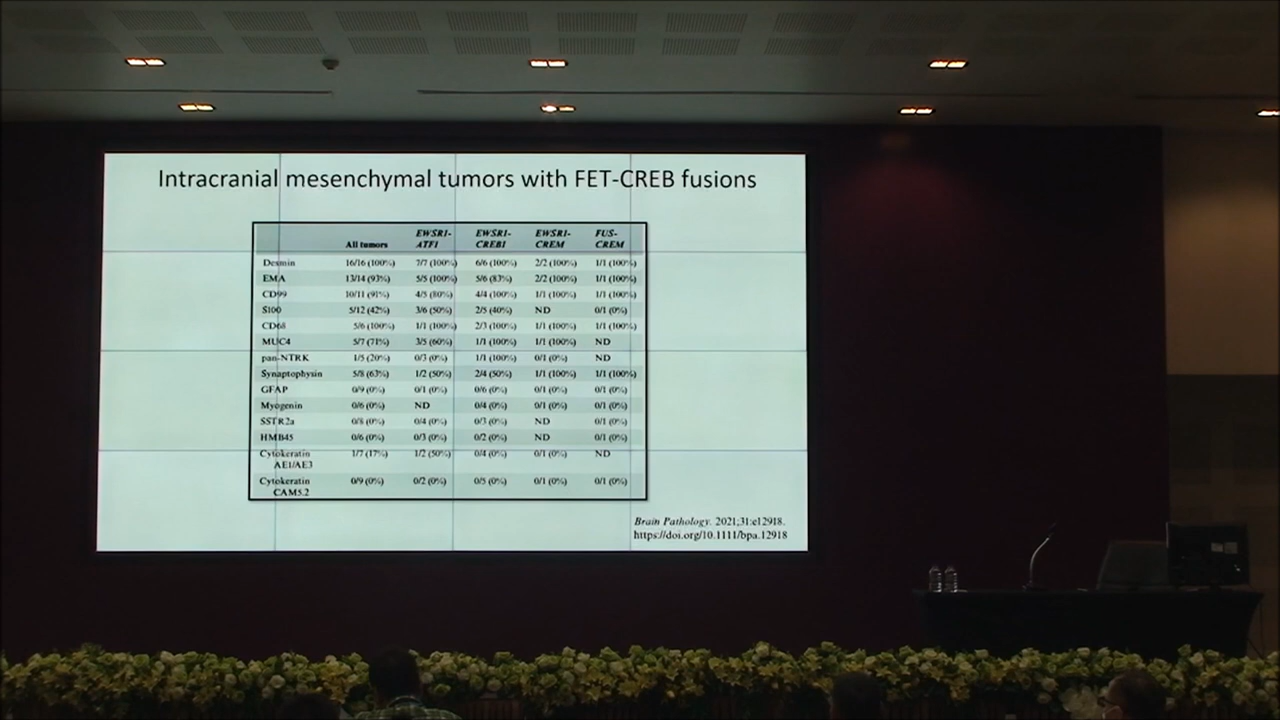 Intracranial mesenchymal tumors with FET-CREB fusions
All tumors EWSR1-ATF1 EWSR1-CREB1 EWSR1-CREM FUS-CREM
Desmin 16/16 (100%) 7/7 (100%) 6/6 (100%) 2/2 (100%) 1/1 (100%)
EMA 13/14 (93%) 5/5 (100%) 5/6 (83%) 2/2 (100%) 1/1 (100%)
CD99 10/11 (91%) 4/5 (80%) 4/4 (100%) 1/1 (100%) 1/1 (100%)
S100 5/12 (42%) 3/6 (50%) 2/5 (40%) ND 0/1 (0%)
CD68 5/6 (100%) 1/1 (100%) 2/3 (100%) 1/1 (100%) 1/1 (100%)
MUC4 5/7 (71%) 3/5 (60%) 1/1 (100%) 1/1 (100%) ND
pan-NTRK 1/5 (20%) 0/3 (0%) 1/1 (100%) 0/1 (0%) ND
Synaptophysin 5/8 (63%) 1/2 (50%) 2/4 (50%) 1/1 (100%) 1/1 (100%)
GFAP 0/9 (0%) 0/1 (0%) 0/6 (0%) 0/1 (0%) 0/1 (0%)
Myogenin 0/6 (0%) ND 0/4 (0%) 0/1 (0%) 0/1 (0%)
SSTR2a 0/8 (0%) 0/4 (0%) 0/3 (0%) ND 0/1 (0%)
HMB45 0/6 (0%) 0/3 (0%) 0/2 (0%) ND 0/1 (0%)
Cytokeratin AE1/AE3 1/7 (17%) 1/2 (50%) 0/4 (0%) 0/1 (0%) ND
Cytokeratin CAM5.2 0/9 (0%) 0/2 (0%) 0/5 (0%) 0/1 (0%) 0/1 (0%)
Brain Pathology. 2021;31:e12918.
https://doi.org/10.1111/bpa.12918